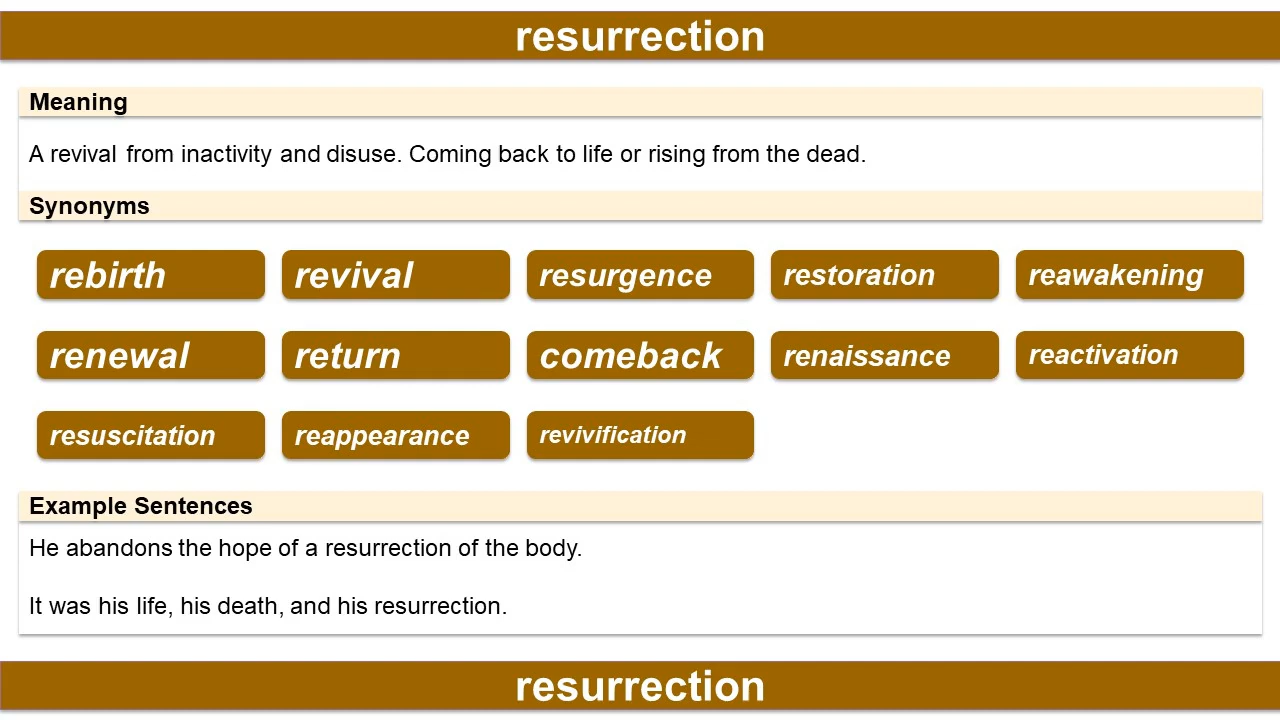 resurrection
Meaning
A revival from inactivity and disuse. Coming back to life or rising from the dead.
Synonyms
rebirth revival resurgence restoration reawakening
renewal return comeback renaissance reactivation
resuscitation reappearance revivification
Example Sentences
He abandons the hope of a resurrection of the body.
It was his life, his death, and his resurrection.
resurrection